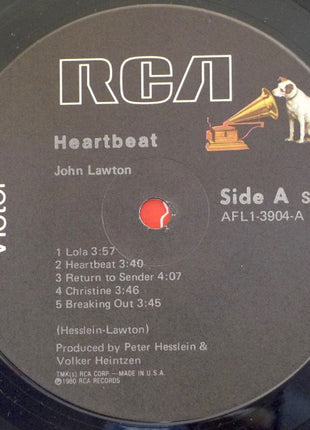 RCA
Victor
Heartbeat
John Lawton
Side A S
AFL1-3904-A
1 Lola 3:57
2 Heartbeat 3:40
3 Return to Sender 4:07
4 Christine 3:46
5 Breaking Out 3:45
(Hesslein-Lawton)
Produced by Peter Hesslein &
Volker Heintzen
TMK(s) RCA CORP.—MADE IN U.S.A.
©1980 RCA RECORDS